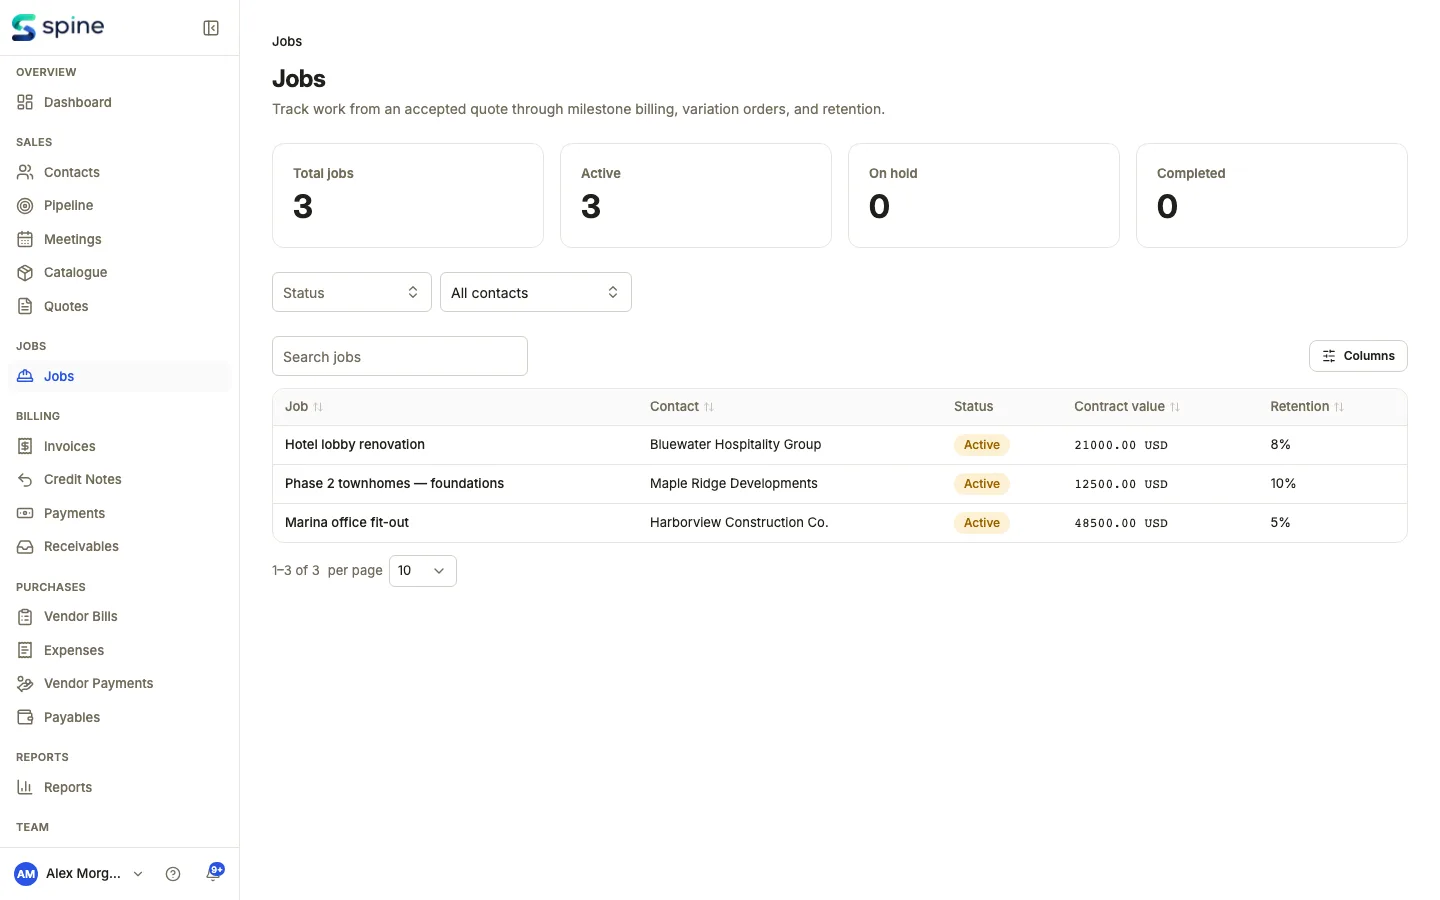 spine
OVERVIEW
Dashboard
SALES
Contacts
Pipeline
Meetings
Catalogue
Quotes
JOBS
Jobs
BILLING
Invoices
Credit Notes
Payments
Receivables
PURCHASES
Vendor Bills
Expenses
Vendor Payments
Payables
REPORTS
Reports
TEAM
AM Alex Morg... 9+
Jobs
Jobs
Track work from an accepted quote through milestone billing, variation orders, and retention.
Total jobs Active On hold Completed
3 3 0 0
Status All contacts
Search jobs Columns
Job Contact Status Contract value Retention
Hotel lobby renovation Bluewater Hospitality Group Active 21000.00 USD 8%
Phase 2 townhomes — foundations Maple Ridge Developments Active 12500.00 USD 10%
Marina office fit-out Harborview Construction Co. Active 48500.00 USD 5%
1–3 of 3 per page 10